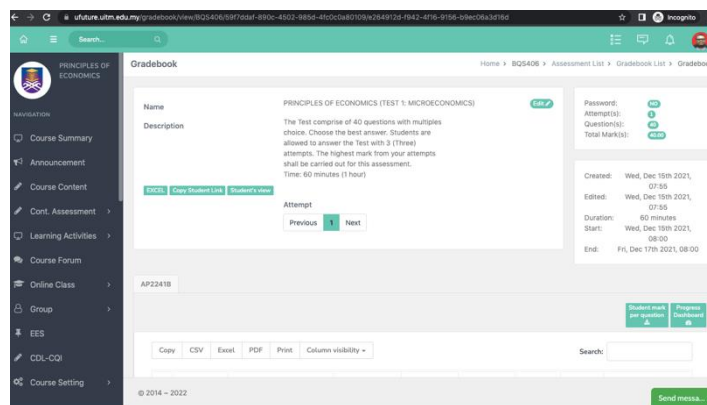 ufuture.uitm.edu.my/gradebook/view/BQS406/59f7ddaf-890c-4502-985d-4fc0c0a80109/e264912d-f942-4f16-9156-b9ec06a3d16d
Incognito
Search...
PRINCIPLES OF
ECONOMICS
NAVIGATION
Course Summary
Announcement
Course Content
Cont. Assessment
Learning Activities
Course Forum
Online Class
Group
EES
CDL-CQI
Course Setting
Gradebook
Home > BQS406 > Assessment List > Gradebook List > Gradeboo
Name
PRINCIPLES OF ECONOMICS (TEST 1: MICROECONOMICS)
Edit
Description
The Test comprise of 40 questions with multiples
choice. Choose the best answer. Students are
allowed to answer the Test with 3 (Three)
attempts. The highest mark from your attempts
shall be carried out for this assessment.
Time: 60 minutes (1 hour)
EXCEL Copy Student Link Student's view
Attempt
Previous 1 Next
Password: NO
Attempt(s):
Question(s): 40
Total Mark(s): 40.00
Created: Wed, Dec 15th 2021,
07:55
Edited: Wed, Dec 15th 2021,
07:55
Duration: 60 minutes
Start: Wed, Dec 15th 2021,
08:00
End: Fri, Dec 17th 2021, 08:00
AP2241B
Student mark
per question
Progress
Dashboard
Copy CSV Excel PDF Print Column visibility
Search:
© 2014 ~ 2022
Send messa...